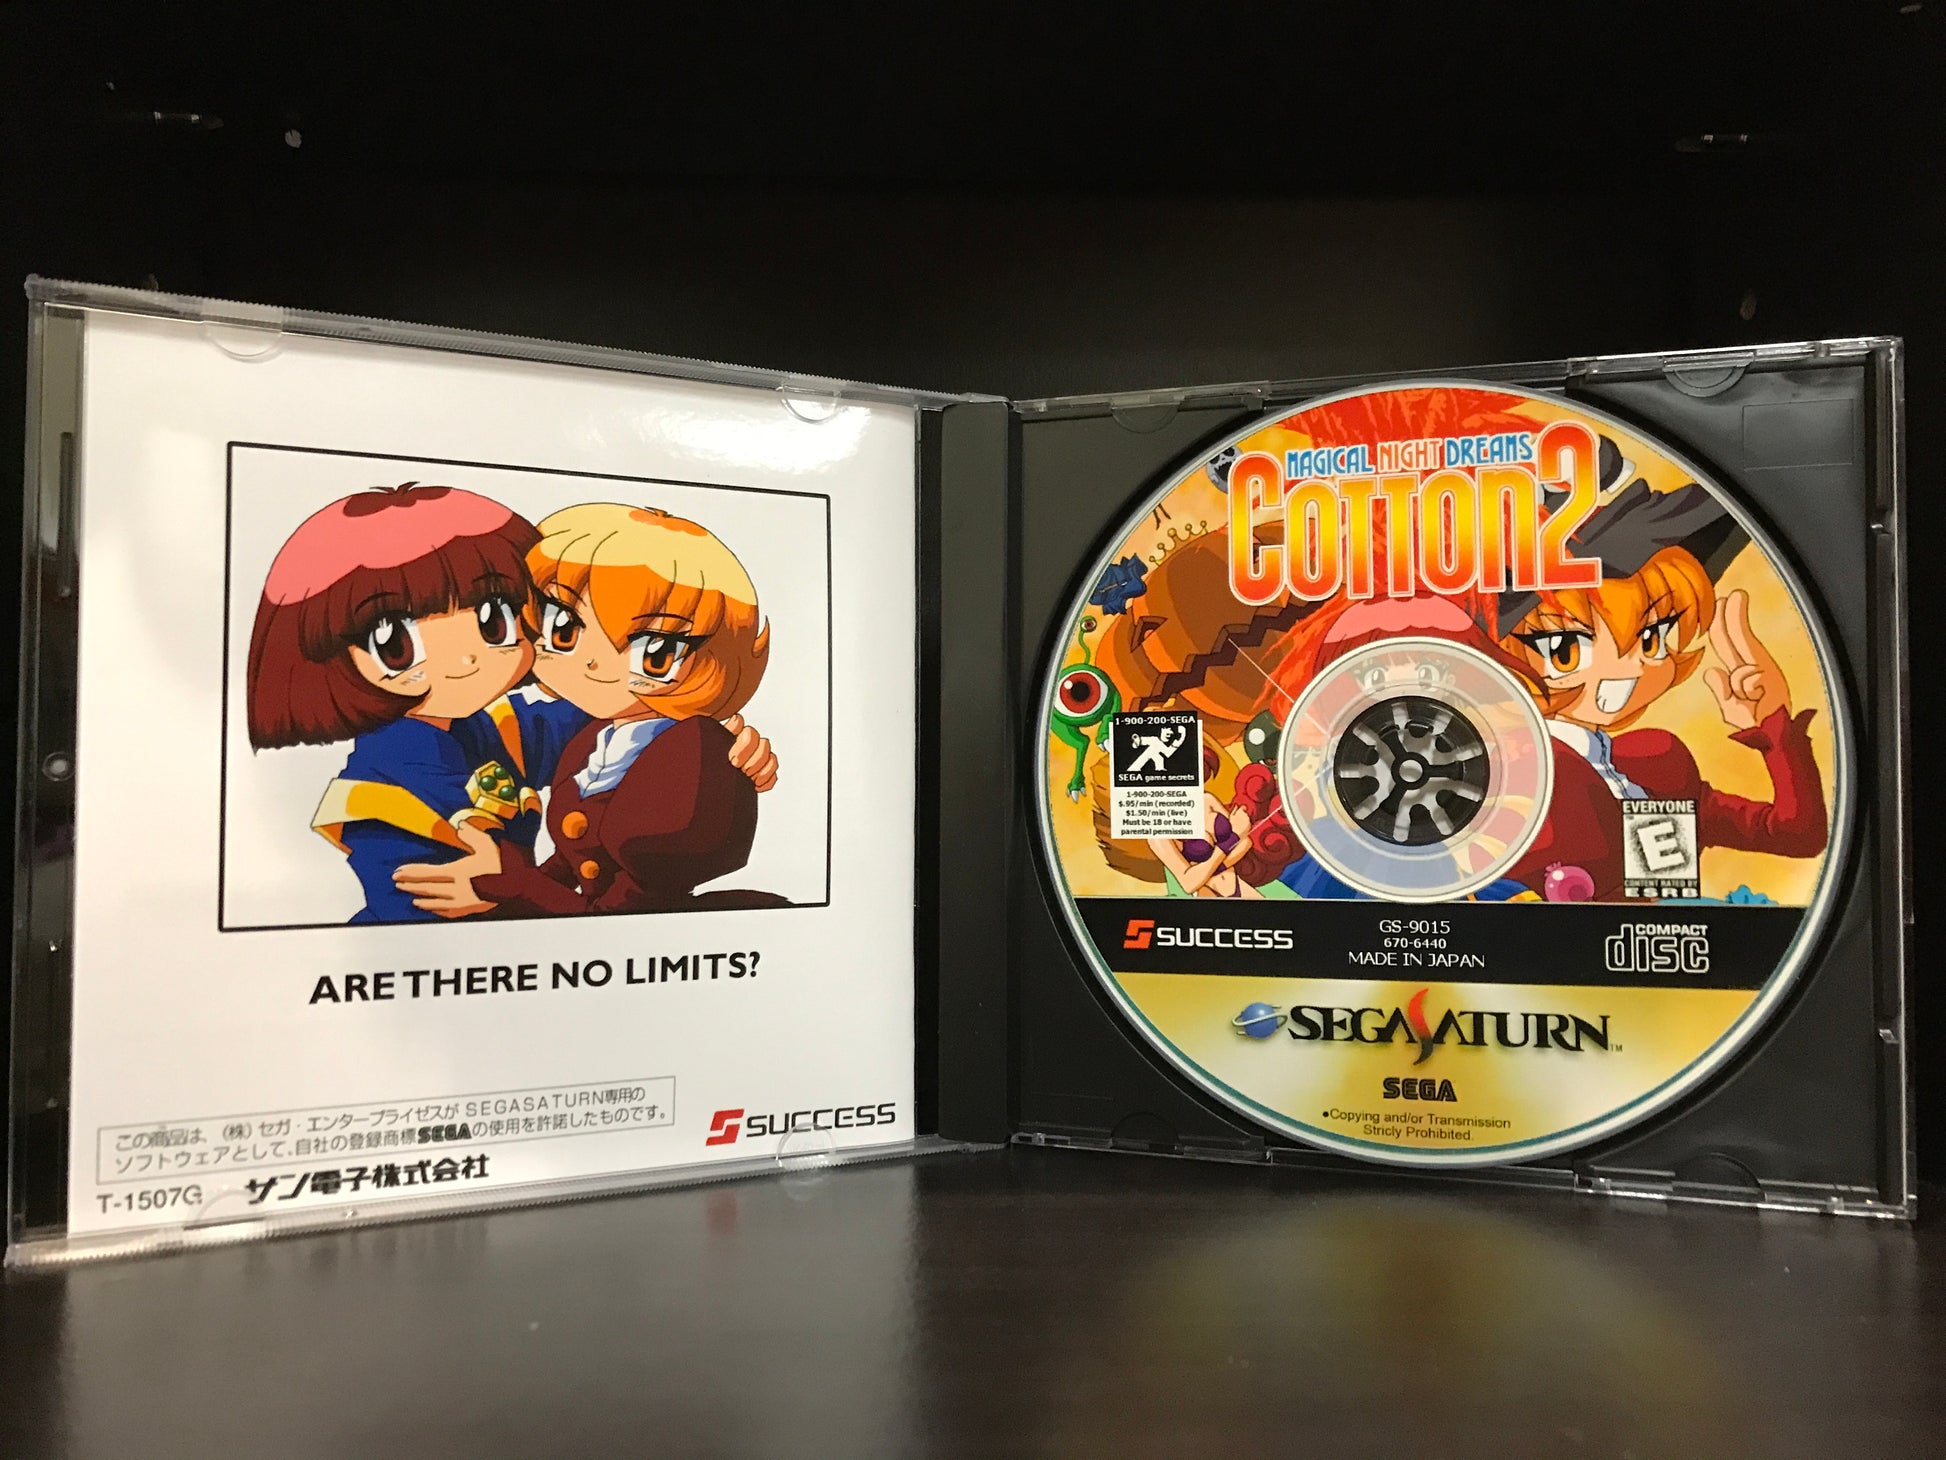 ARE THERE NO LIMITS?
この商品は、(株)セガ・エンタープライゼスが SEGASATURN専用の
ソフトウェアとして、自社の登録商標SEGAの使用を許諾したものです。
T-1507G サン電子株式会社
SUCCESS
MAGICAL NIGHT DREAMS
COTTON2
1-900-200-SEGA
SEGA game secrets
1-900-200-SEGA
$.95/min (recorded)
$1.50/min (live)
Must be 18 or have
parental permission
EVERYONE
E
CONTENT RATED BY
ESRB
SUCCESS
GS-9015
670-6440
MADE IN JAPAN
COMPACT
disc
SEGASATURN™
SEGA
•Copying and/or Transmission
Stricly Prohibited.